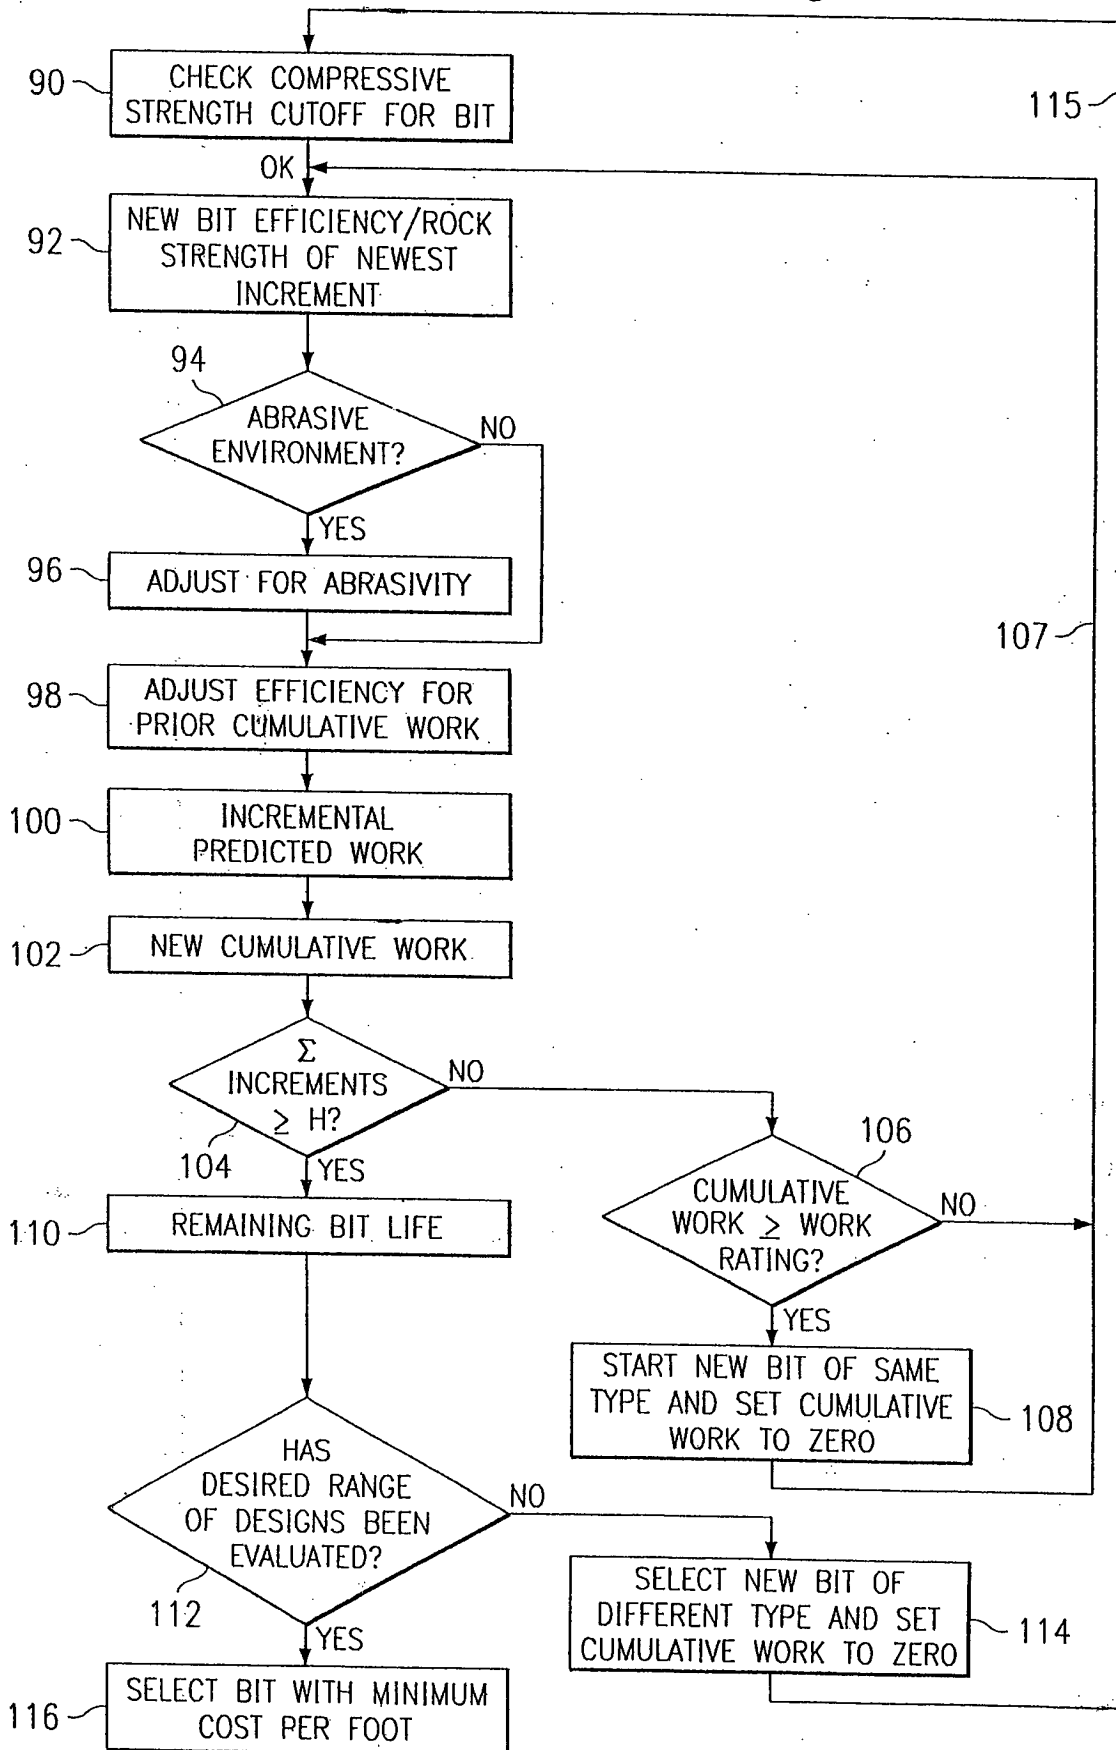 90
CHECK COMPRESSIVE
STRENGTH CUTOFF FOR BIT
115
OK
92
NEW BIT EFFICIENCY/ROCK
STRENGTH OF NEWEST
INCREMENT
94
ABRASIVE
ENVIRONMENT?
NO
YES
96
ADJUST FOR ABRASIVITY
107
98
ADJUST EFFICIENCY FOR
PRIOR CUMULATIVE WORK
100
INCREMENTAL
PREDICTED WORK
102
NEW CUMULATIVE WORK
Σ
INCREMENTS
≥ H?
NO
104
YES
106
CUMULATIVE
WORK ≥ WORK
RATING?
NO
YES
110
REMAINING BIT LIFE
START NEW BIT OF SAME
TYPE AND SET CUMULATIVE
WORK TO ZERO
108
HAS
DESIRED RANGE
OF DESIGNS BEEN
EVALUATED?
NO
112
YES
SELECT NEW BIT OF
DIFFERENT TYPE AND SET
CUMULATIVE WORK TO ZERO
114
116
SELECT BIT WITH MINIMUM
COST PER FOOT